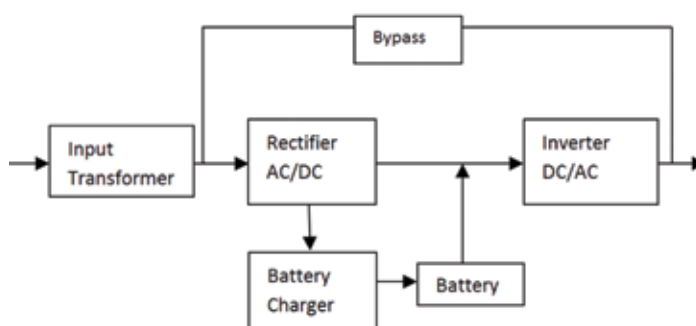 Bypass
Input
Transformer
Rectifier
AC/DC
Inverter
DC/AC
Battery
Charger
Battery